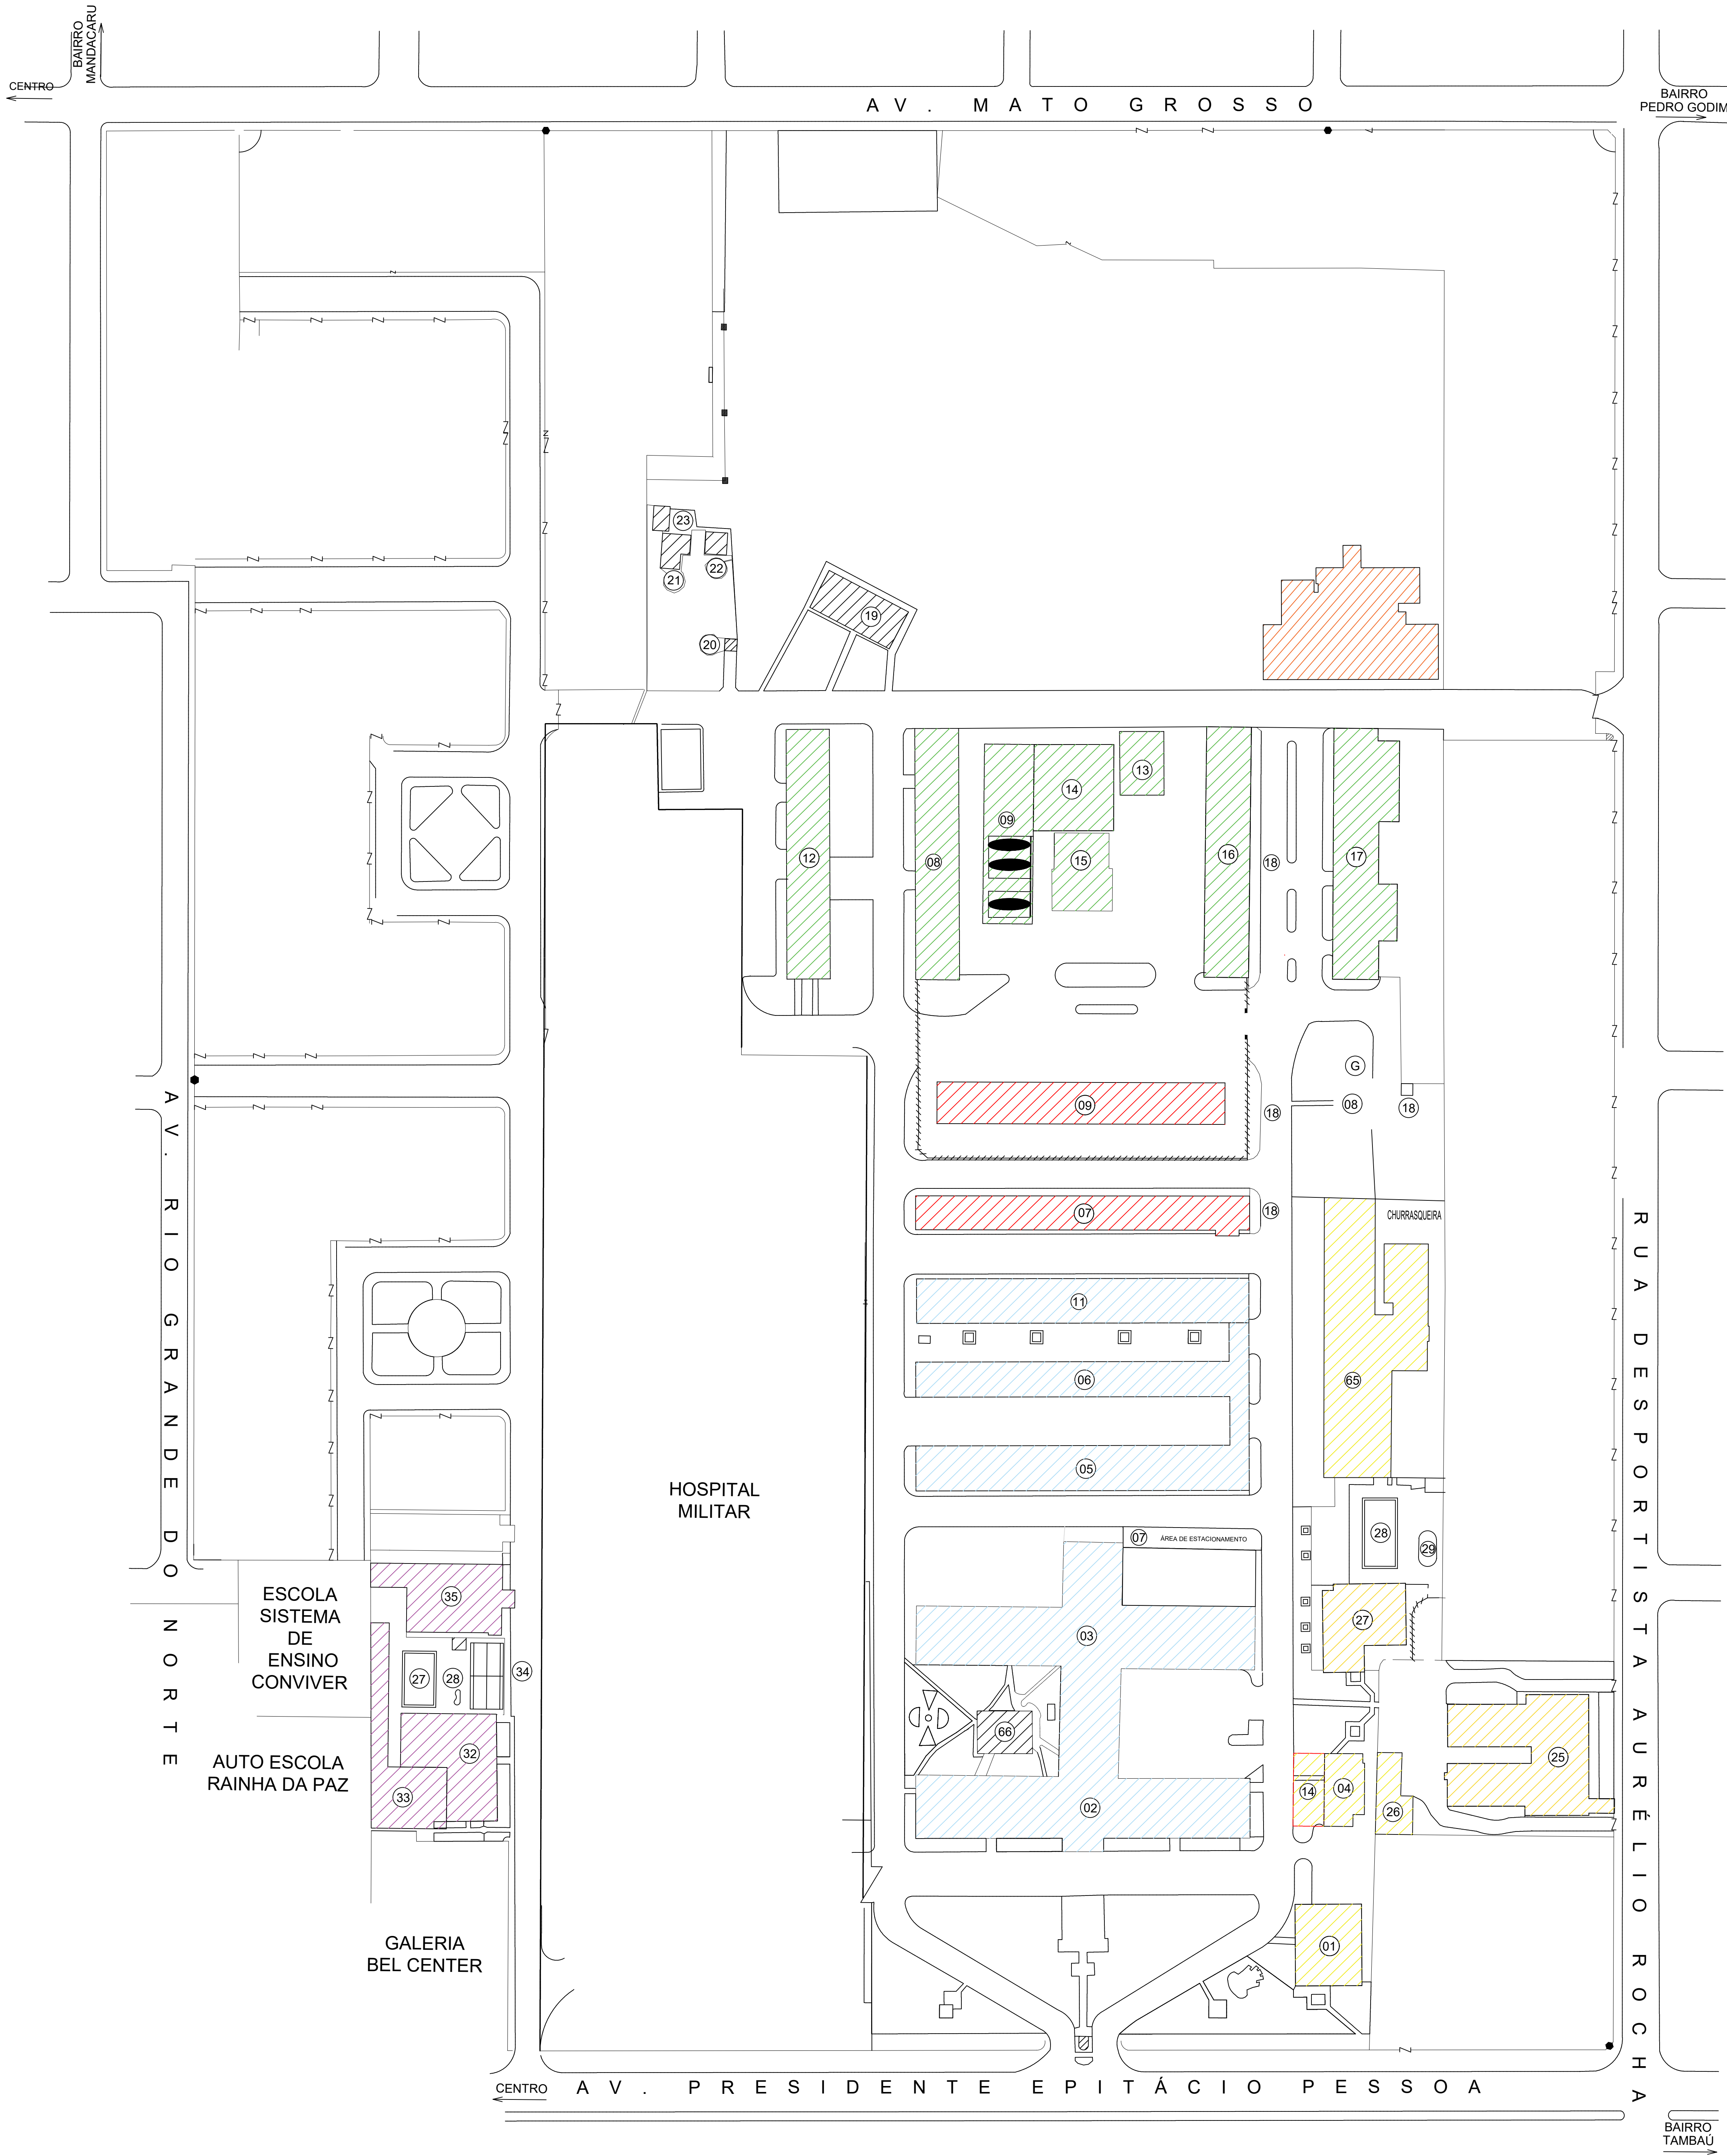 BAIRRO
MANDACARU
CENTRO
AV. MATO GROSSO
BAIRRO
PEDRO GODIM
23
21
22
19
20
13
14
09
12
08
15
16
18
17
G
09
18
08
18
07
18
CHURRASQUEIRA
11
06
65
05
HOSPITAL
MILITAR
07
ÁREA DE ESTACIONAMENTO
28
29
35
ESCOLA
SISTEMA
DE
ENSINO
CONVIVER
27
03
27
28
34
66
32
25
AUTO ESCOLA
RAINHA DA PAZ
33
02
14
04
26
GALERIA
BEL CENTER
01
AV. RIO GRANDE DO NORTE
RUA DESPORTISTA AURÉLIO ROCHA
CENTRO
AV. PRESIDENTE EPITÁCIO PESSOA
BAIRRO
TAMBAÚ